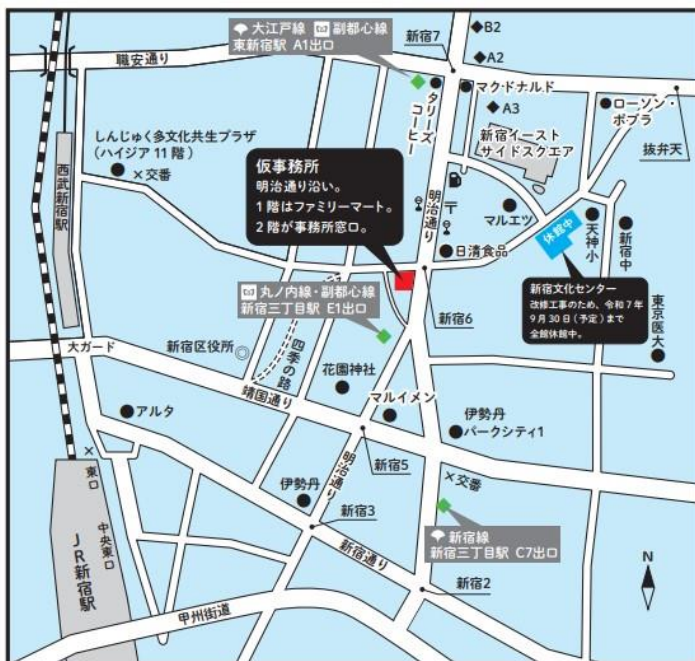 大江戸線 副都心線
東新宿駅 A1出口
新宿7
B2
A2
職安通り
マクドナルド
A3
ローソン・
ポプラ
タリーズ
コーヒー
新宿イースト
サイドスクエア
抜弁天
しんじゅく多文化共生プラザ
(ハイジア11階)
×交番
西武新宿駅
仮事務所
明治通り沿い。
1階はファミリーマート。
2階が事務所窓口。
明治通り
マルエツ
休館中
天神小
新宿中
日清食品
新宿文化センター
改修工事のため、令和7年
9月30日(予定)まで
全館休館中。
東京医大
丸ノ内線・副都心線
新宿三丁目駅 E1出口
新宿6
大ガード
新宿区役所
四季の路
花園神社
靖国通り
マルイメン
伊勢丹
パークシティ1
アルタ
新宿5
×交番
明治通り
伊勢丹
新宿3
×
東口
中央東口
JR新宿駅
新宿線
新宿三丁目駅 C7出口
新宿通り
新宿2
甲州街道
N